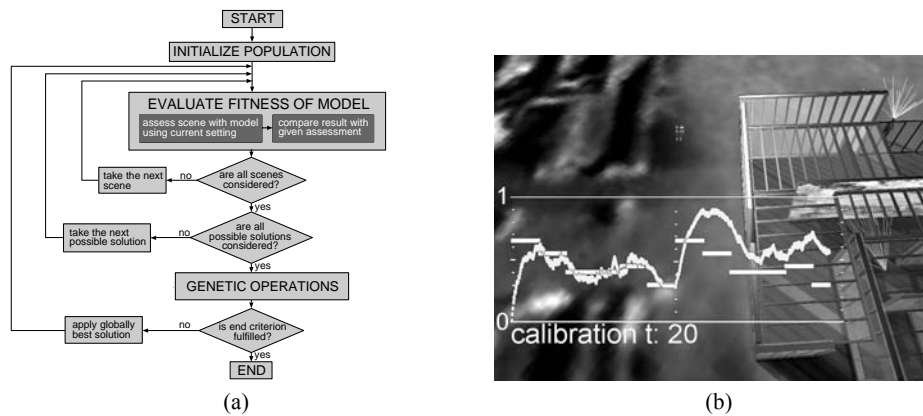 START
INITIALIZE POPULATION
EVALUATE FITNESS OF MODEL
assess scene with model
using current setting
compare result with
given assessment
take the next
scene
no
are all scenes
considered?
yes
take the next
possible solution
no
are all
possible solutions
considered?
yes
GENETIC OPERATIONS
apply globally
best solution
no
is end criterion
fulfilled?
yes
END
(a)
1
0
calibration t: 20
(b)